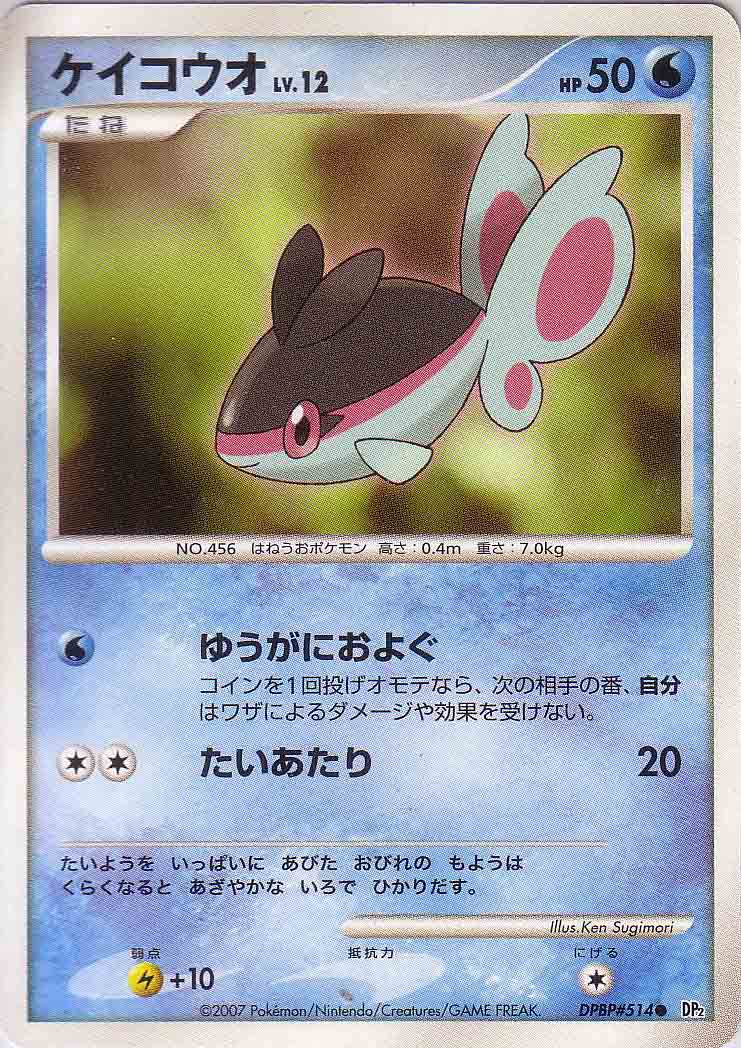 ケイコウオ LV.12 HP 50
たね
NO.456 はねうおポケモン 高さ:0.4m 重さ:7.0kg
ゆうがにおよぐ
コインを1回投げオモテなら、次の相手の番、自分
はワザによるダメージや効果を受けない。
たいあたり 20
たいようを いっぱいに あびた おびれの もようは
くらくなると あざやかな いろで ひかりだす。
Illus.Ken Sugimori
弱点 抵抗力 にげる
+10
©2007 Pokémon/Nintendo/Creatures/GAME FREAK. DPBP#514 DP2